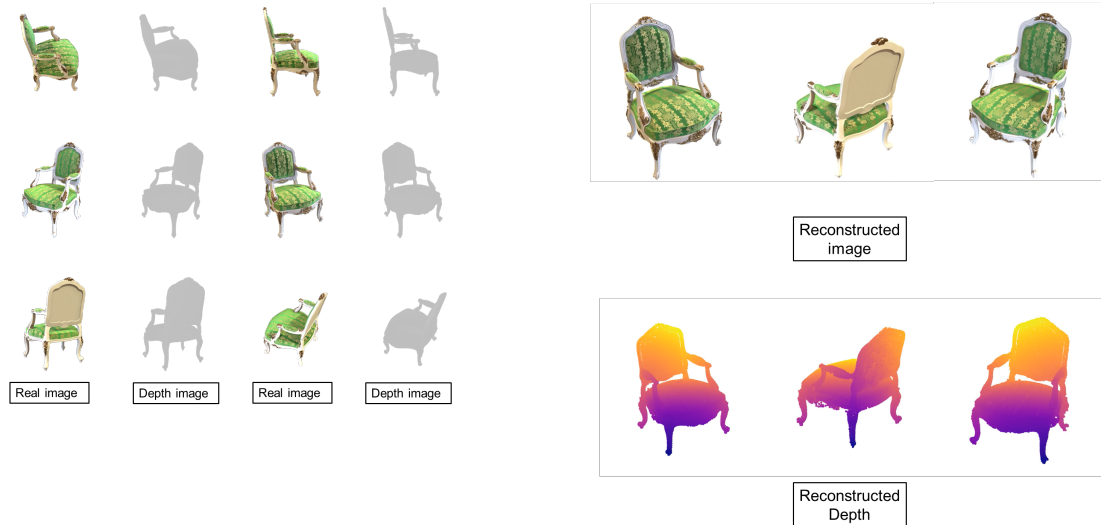 Real image
Depth image
Real image
Depth image
Reconstructed
image
Reconstructed
Depth